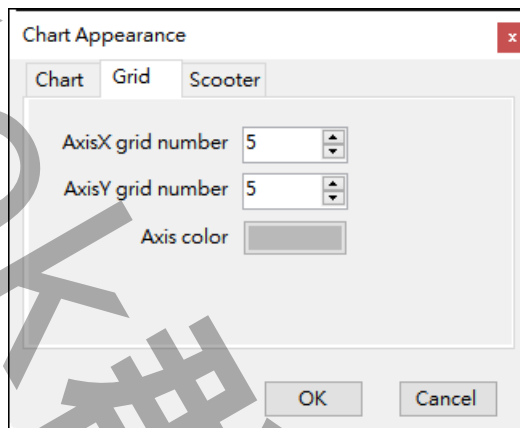 Chart Appearance
x
Chart Grid Scooter
AxisX grid number 5
AxisY grid number 5
Axis color
OK Cancel